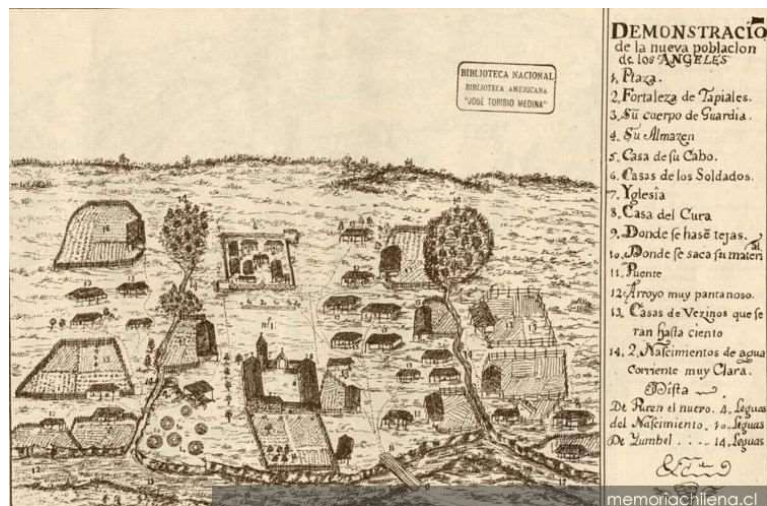 BIBLIOTECA NACIONAL
BIBLIOTECA AMERICANA
"JOSÉ TORIBIO MEDINA"
DEMONSTRACIO
de la nueva poblacion
de los ANGELES
1. Plaza.
2. Fortaleza de Tapiales.
3. Su cuerpo de Guardia.
4. Su Almazen
5. Casa de su Cabo.
6. Casas de los Soldados.
7. Yglesia
8. Casa del Cura
9. Donde se hasē tejas.
10. Donde se saca su materi al.
11. Puente
12. Arroyo muy pantanoso.
13. Casas de Vezinos que se
ran hasta ciento
14. 2. Nascimientos de agua
corriente muy Clara.
Dista
De Puren el nuevo. 4. Leguas
del Nascimiento. 10. Leguas
De Yumbel . . . . 14. Leguas
memoriachilena.cl